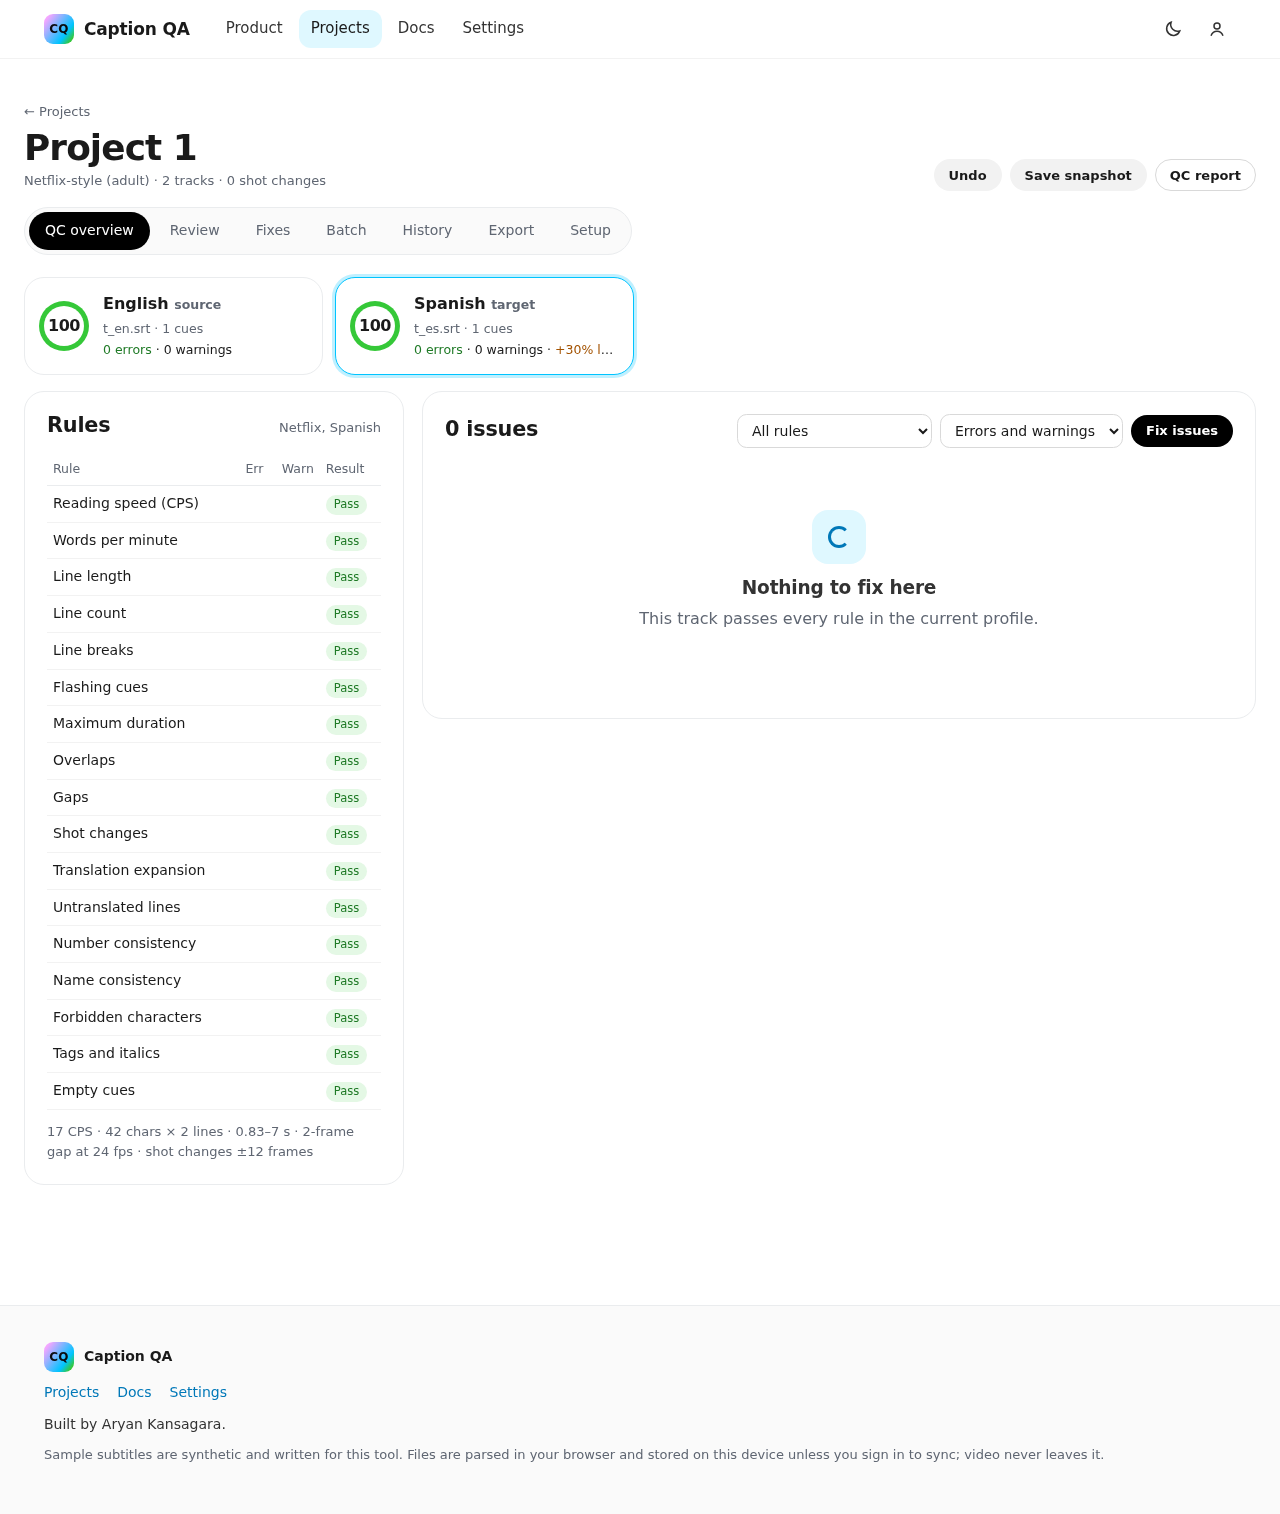 CQ Caption QA Product Projects Docs Settings
← Projects
Project 1
Netflix-style (adult) · 2 tracks · 0 shot changes
Undo Save snapshot QC report
QC overview Review Fixes Batch History Export Setup
100 English source
t_en.srt · 1 cues
0 errors · 0 warnings
100 Spanish target
t_es.srt · 1 cues
0 errors · 0 warnings · +30% l...
Rules Netflix, Spanish
Rule Err Warn Result
Reading speed (CPS) Pass
Words per minute Pass
Line length Pass
Line count Pass
Line breaks Pass
Flashing cues Pass
Maximum duration Pass
Overlaps Pass
Gaps Pass
Shot changes Pass
Translation expansion Pass
Untranslated lines Pass
Number consistency Pass
Name consistency Pass
Forbidden characters Pass
Tags and italics Pass
Empty cues Pass
17 CPS · 42 chars × 2 lines · 0.83–7 s · 2-frame
gap at 24 fps · shot changes ±12 frames
0 issues All rules Errors and warnings Fix issues
Nothing to fix here
This track passes every rule in the current profile.
CQ Caption QA
Projects Docs Settings
Built by Aryan Kansagara.
Sample subtitles are synthetic and written for this tool. Files are parsed in your browser and stored on this device unless you sign in to sync; video never leaves it.